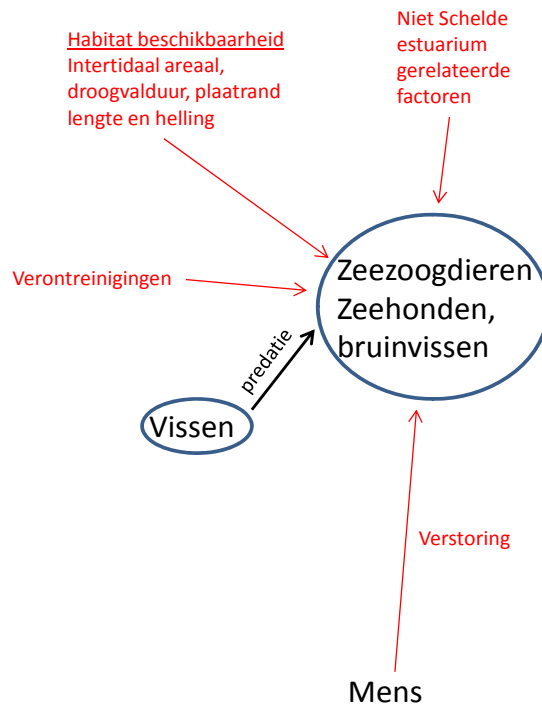 Habitat beschikbaarheid
Intertidaal areaal,
droogvalduur, plaatrand
lengte en helling
Niet Schelde
estuarium
gerelateerde
factoren
Verontreinigingen
Zeezoogdieren
Zeehonden,
bruinvissen
predatie
Vissen
Verstoring
Mens